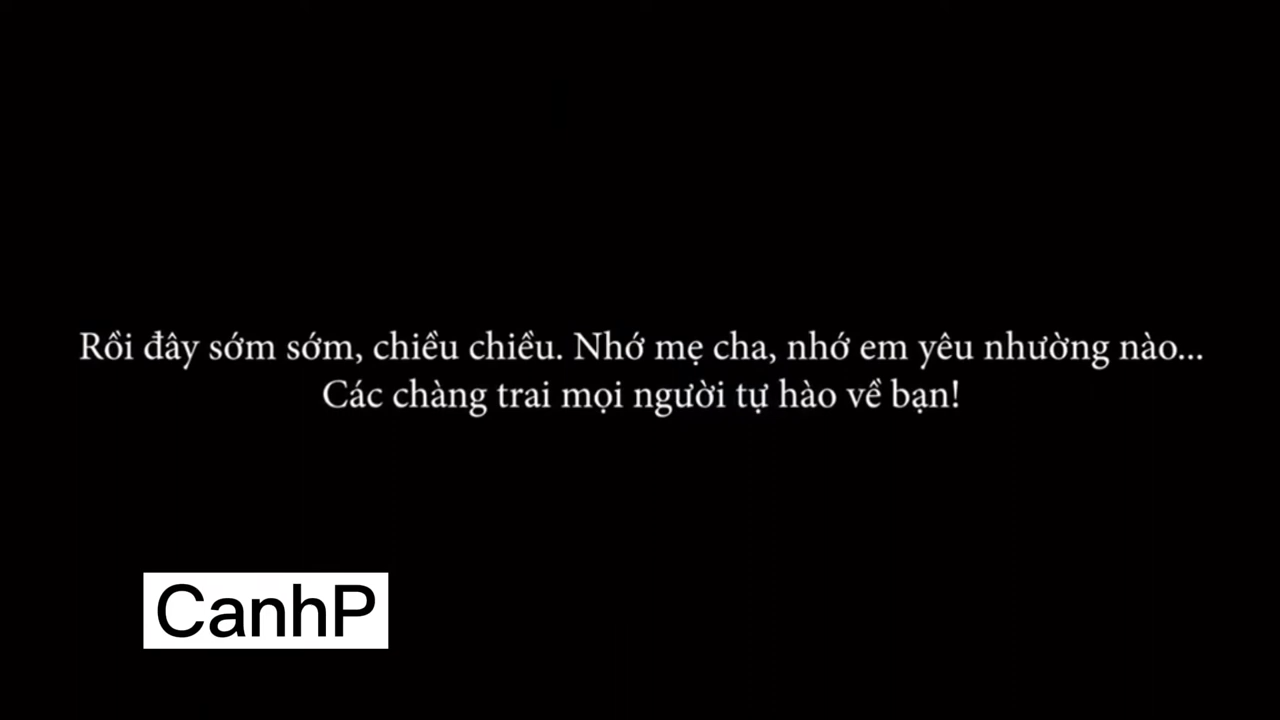 Rồi đây sớm sớm, chiều chiều. Nhớ mẹ cha, nhớ em yêu nhường nào...
Các chàng trai mọi người tự hào về bạn!
CanhP